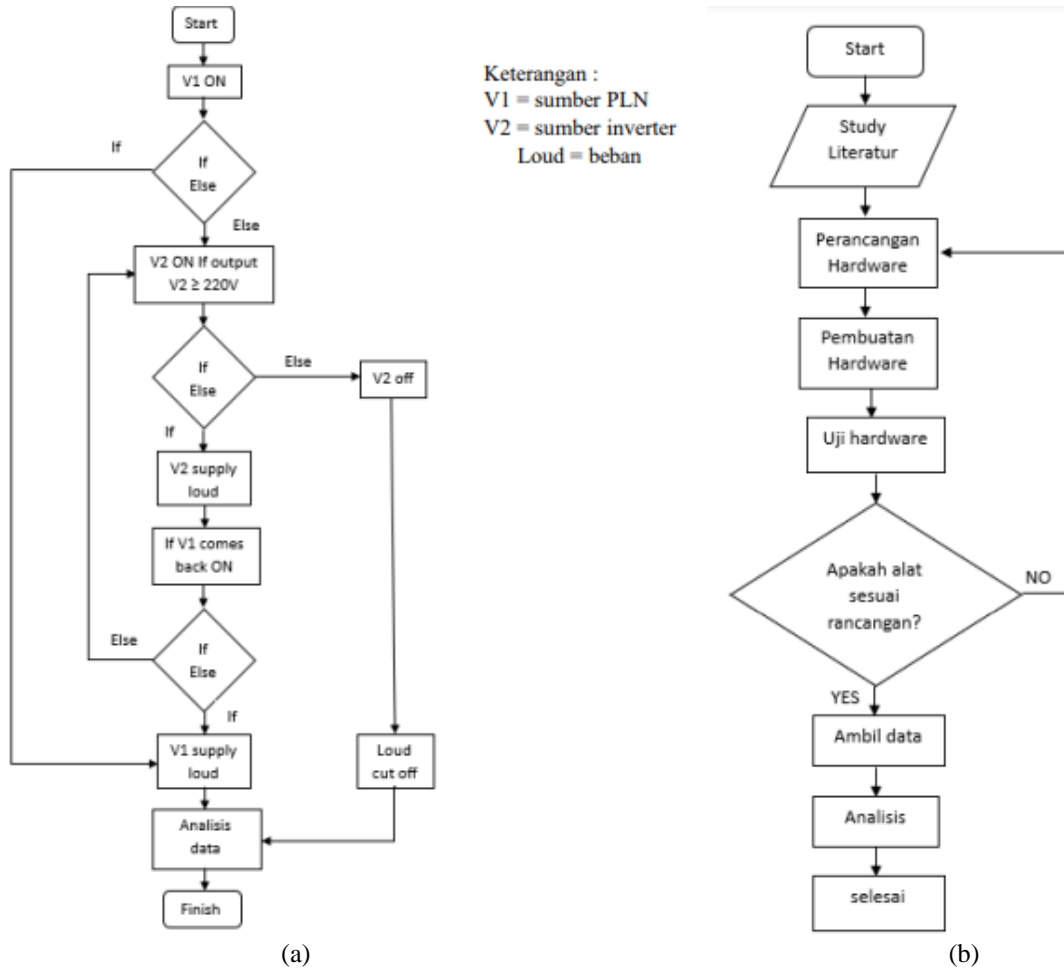 Start
V1 ON
If
If
Else
Else
V2 ON If output
V2 ≥ 220V
If
Else
Else
V2 off
If
V2 supply
loud
If V1 comes
back ON
Else
If
Else
If
V1 supply
loud
Loud
cut off
Analisis
data
Finish
(a)
Keterangan :
V1 = sumber PLN
V2 = sumber inverter
Loud = beban
Start
Study
Literatur
Perancangan
Hardware
Pembuatan
Hardware
Uji hardware
Apakah alat
sesuai
rancangan?
NO
YES
Ambil data
Analisis
selesai
(b)